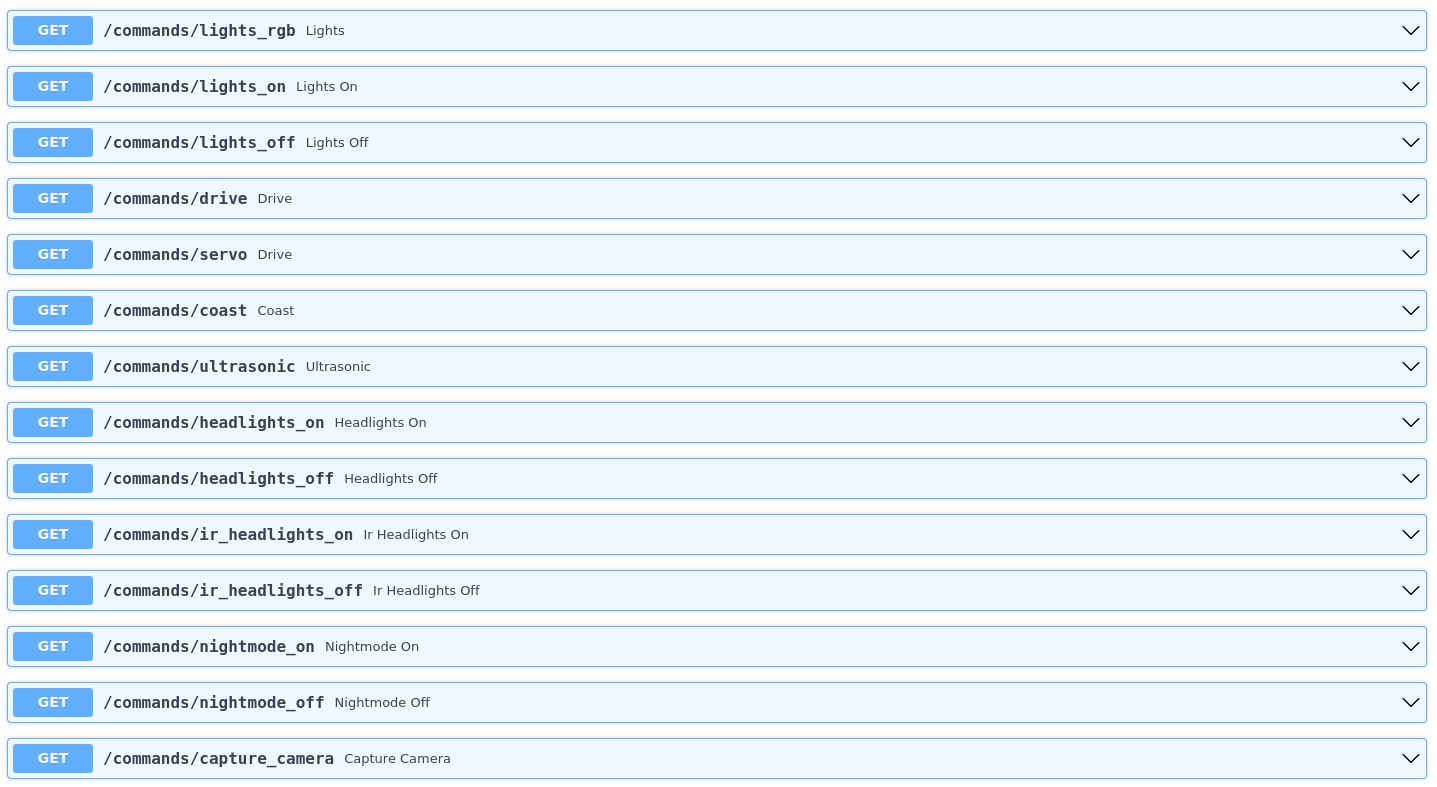 GET /commands/lights_rgb Lights
GET /commands/lights_on Lights On
GET /commands/lights_off Lights Off
GET /commands/drive Drive
GET /commands/servo Drive
GET /commands/coast Coast
GET /commands/ultrasonic Ultrasonic
GET /commands/headlights_on Headlights On
GET /commands/headlights_off Headlights Off
GET /commands/ir_headlights_on Ir Headlights On
GET /commands/ir_headlights_off Ir Headlights Off
GET /commands/nightmode_on Nightmode On
GET /commands/nightmode_off Nightmode Off
GET /commands/capture_camera Capture Camera